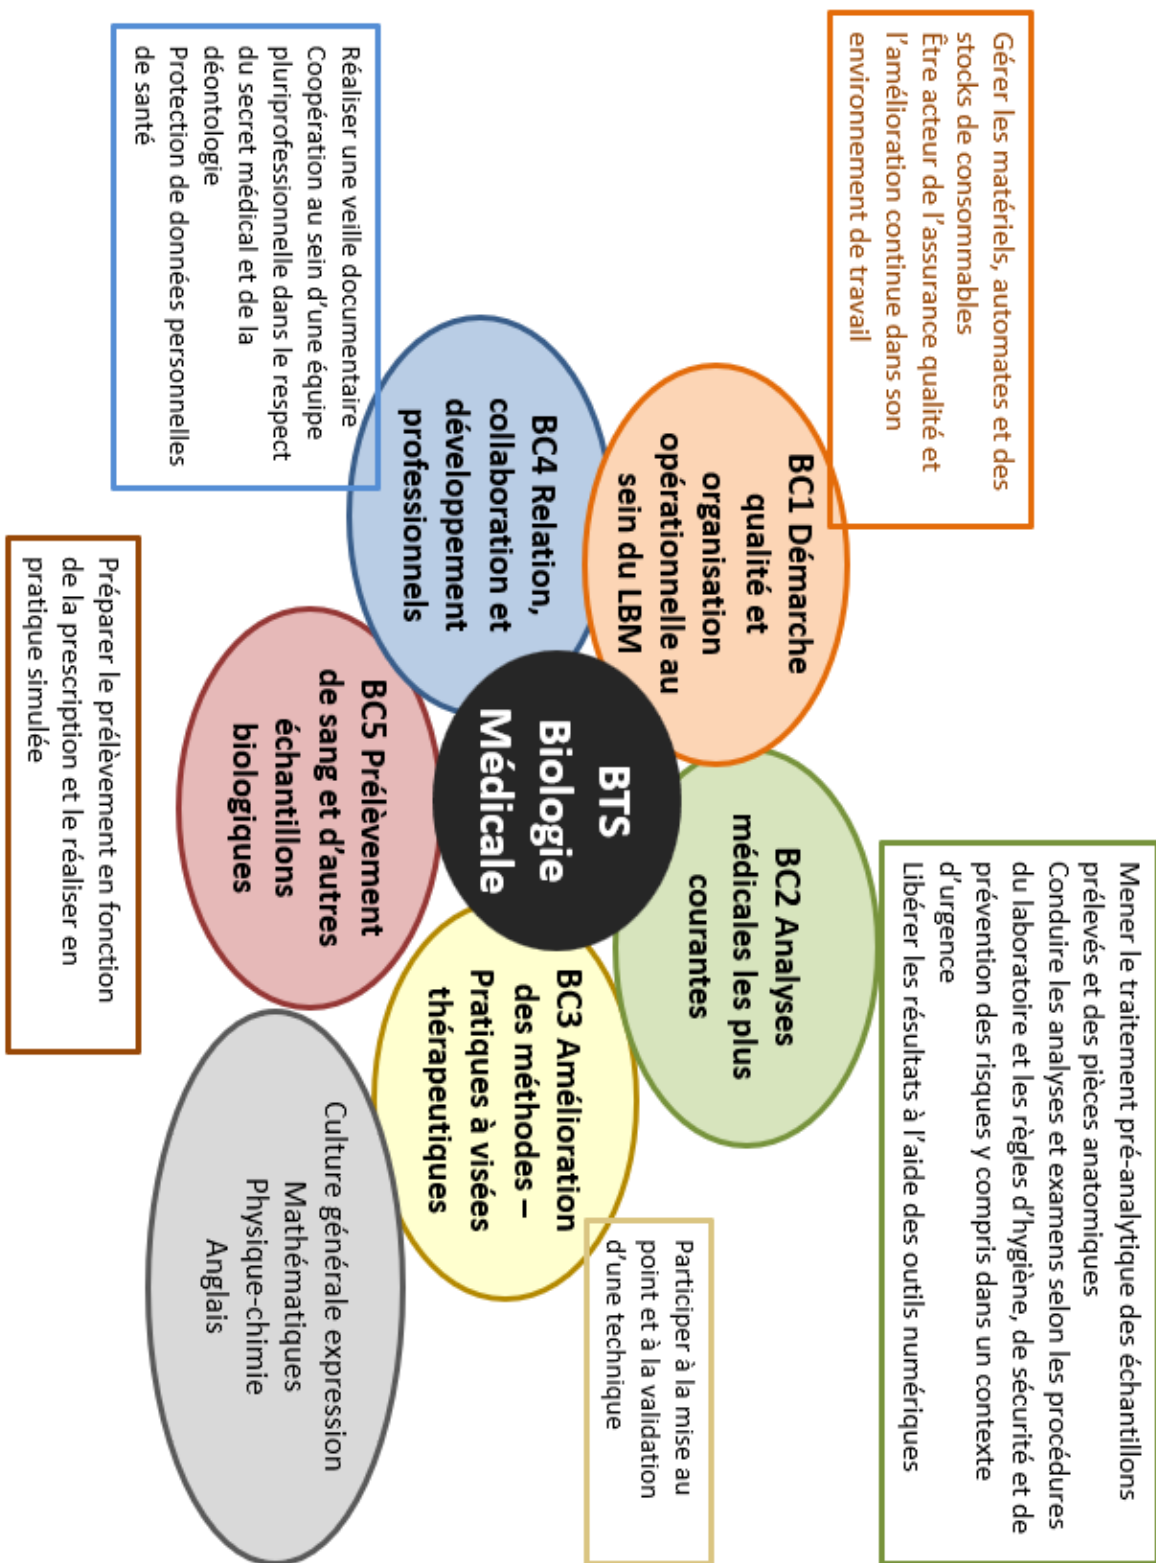 Gérer les matériels, automates et des
stocks de consommables
Être acteur de l'assurance qualité et
l'amélioration continue dans son
environnement de travail
BC1 Démarche
qualité et
organisation
opérationnelle au
sein du LBM
Mener le traitement pré-analytique des échantillons
prélevés et des pièces anatomiques
Conduire les analyses et examens selon les procédures
du laboratoire et les règles d'hygiène, de sécurité et de
prévention des risques y compris dans un contexte
d'urgence
Libérer les résultats à l'aide des outils numériques
BC2 Analyses
médicales les plus
courantes
Réaliser une veille documentaire
Coopération au sein d'une équipe
pluriprofessionnelle dans le respect
du secret médical et de la
déontologie
Protection de données personnelles
de santé
BC4 Relation,
collaboration et
développement
professionnels
BTS
Biologie
Médicale
BC3 Amélioration
des méthodes –
Pratiques à visées
thérapeutiques
Participer à la mise au
point et à la validation
d'une technique
BC5 Prélèvement
de sang et d'autres
échantillons
biologiques
Préparer le prélèvement en fonction
de la prescription et le réaliser en
pratique simulée
Culture générale expression
Mathématiques
Physique-chimie
Anglais